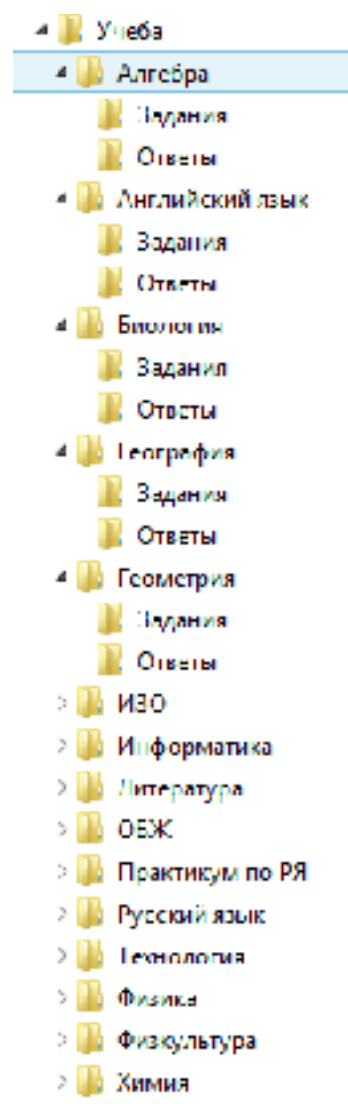 Учеба
Алгебра
Задания
Ответы
Английский язык
Задания
Ответы
Биология
Задания
Ответы
География
Задания
Ответы
Геометрия
Задания
Ответы
ИЗО
Информатика
Литература
ОБЖ
Практикум по РЯ
Русский язык
Технология
Физика
Физкультура
Химия